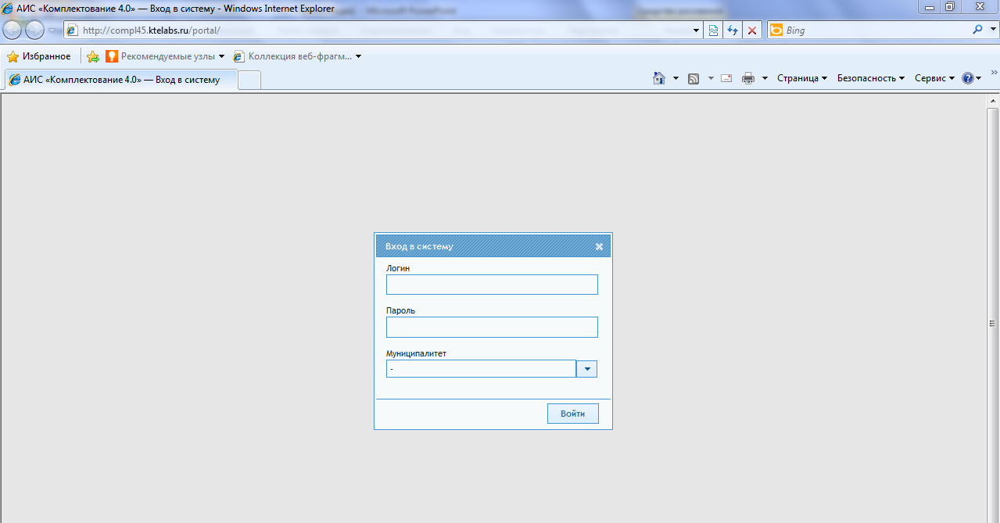 АИС «Комплектование 4.0» — Вход в систему - Windows Internet Explorer
http://compl45.ktelabs.ru/portal/
Bing
Избранное
Рекомендуемые узлы
Коллекция веб-фрагм...
АИС «Комплектование 4.0» — Вход в систему
Страница
Безопасность
Сервис
Вход в систему
Логин
Пароль
Муниципалитет
-
Войти